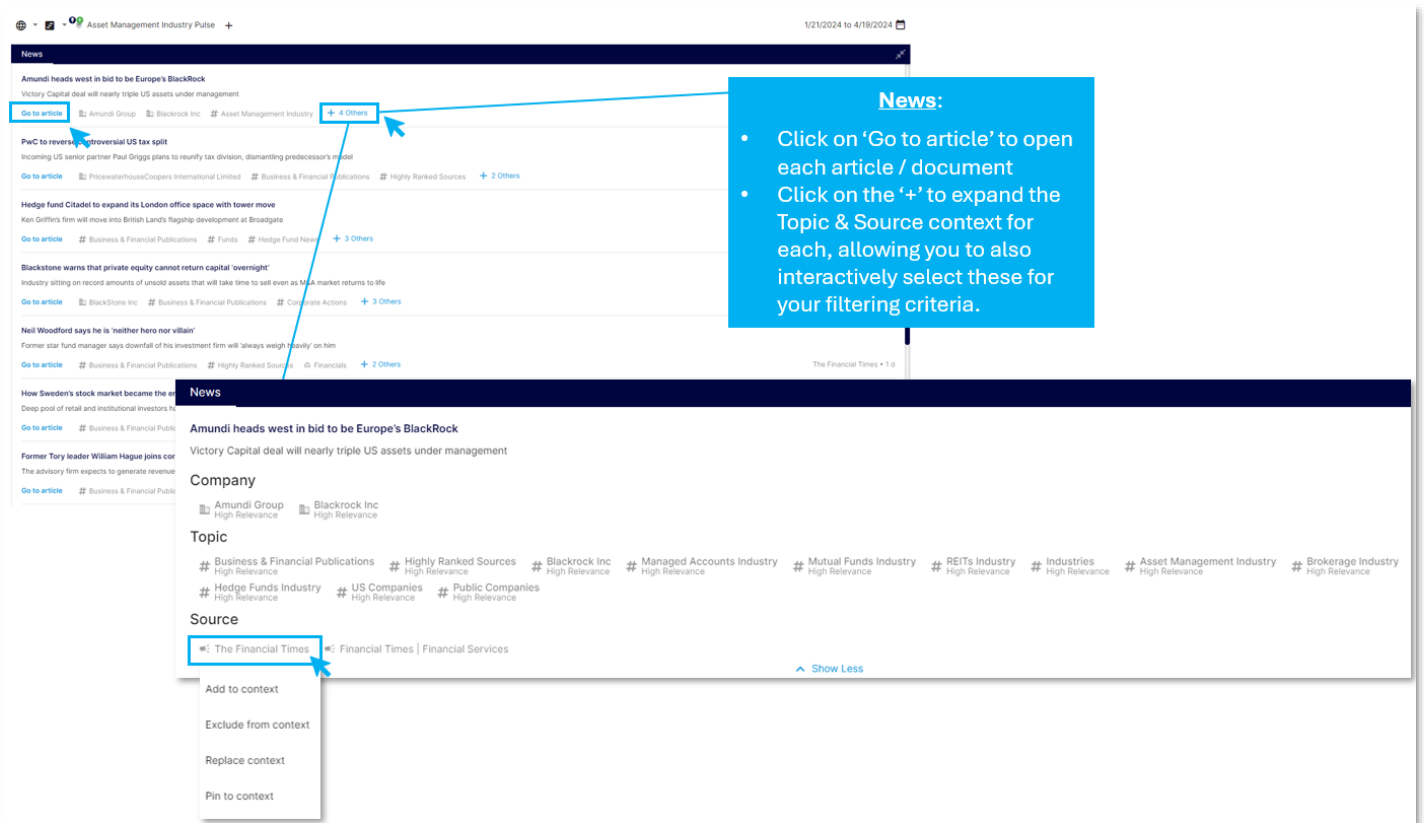 Asset Management Industry Pulse +
1/21/2024 to 4/19/2024
News
Amundi heads west in bid to be Europe's BlackRock
Victory Capital deal will nearly triple US assets under management
Go to article Amundi Group Blackrock Inc # Asset Management Industry + 4 Others
PwC to reverse controversial US tax split
Incoming US senior partner Paul Griggs plans to reunify tax division, dismantling predecessor's model
Go to article PricewaterhouseCoopers International Limited # Business & Financial Publications # Highly Ranked Sources + 2 Others
Hedge fund Citadel to expand its London office space with tower move
Ken Griffin's firm will move into British Land's flagship development at Broadgate
Go to article # Business & Financial Publications # Funds # Hedge Fund News + 3 Others
Blackstone warns that private equity cannot return capital 'overnight'
Industry sitting on record amounts of unsold assets that will take time to sell even as M&A market returns to life
Go to article BlackStone Inc # Business & Financial Publications # Corporate Actions + 3 Others
Neil Woodford says he is 'neither hero nor villain'
Former star fund manager says downfall of his investment firm will 'always weigh heavily' on him
Go to article # Business & Financial Publications # Highly Ranked Sources Financials + 2 Others
The Financial Times • 1 d
How Sweden's stock market became the
Deep pool of retail and institutional investors
Go to article # Business & Financial
Former Tory leader William Hague joins
The advisory firm expects to generate revenue
Go to article # Business & Financial
News:
• Click on 'Go to article' to open
each article / document
• Click on the '+' to expand the
Topic & Source context for
each, allowing you to also
interactively select these for
your filtering criteria.
News
Amundi heads west in bid to be Europe's BlackRock
Victory Capital deal will nearly triple US assets under management
Company
Amundi Group Blackrock Inc
High Relevance High Relevance
Topic
# Business & Financial Publications # Highly Ranked Sources # Blackrock Inc # Managed Accounts Industry # Mutual Funds Industry # REITs Industry # Industries # Asset Management Industry # Brokerage Industry
High Relevance High Relevance High Relevance High Relevance High Relevance High Relevance High Relevance High Relevance High Relevance
# Hedge Funds Industry # US Companies # Public Companies
High Relevance High Relevance High Relevance
Source
The Financial Times Financial Times | Financial Services
Show Less
Add to context
Exclude from context
Replace context
Pin to context